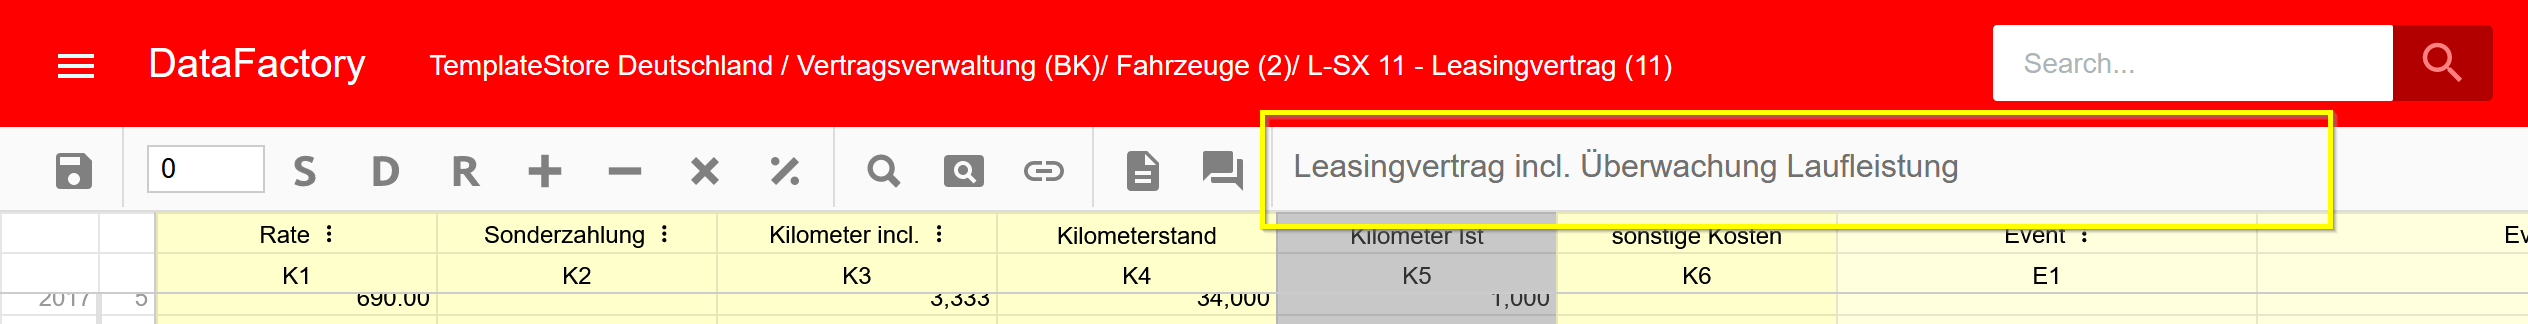 DataFactory TemplateStore Deutschland / Vertragsverwaltung (BK)/ Fahrzeuge (2)/ L-SX 11 - Leasingvertrag (11) Search...
0 S D R Leasingvertrag incl. Überwachung Laufleistung
Rate Sonderzahlung Kilometer incl. Kilometerstand Kilometer Ist sonstige Kosten Event
K1 K2 K3 K4 K5 K6 E1
2017 5 690.00 3,333 34,000 1,000